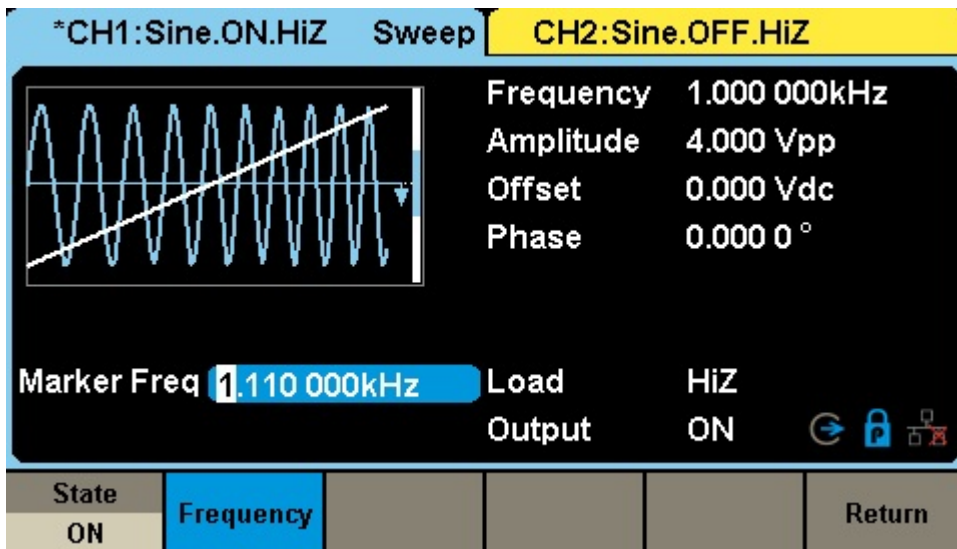 *CH1:Sine.ON.HiZ Sweep CH2:Sine.OFF.HiZ
Frequency 1.000 000kHz
Amplitude 4.000 Vpp
Offset 0.000 Vdc
Phase 0.000 0 °
Marker Freq 1.110 000kHz Load HiZ
Output ON P
State
ON
Frequency
Return